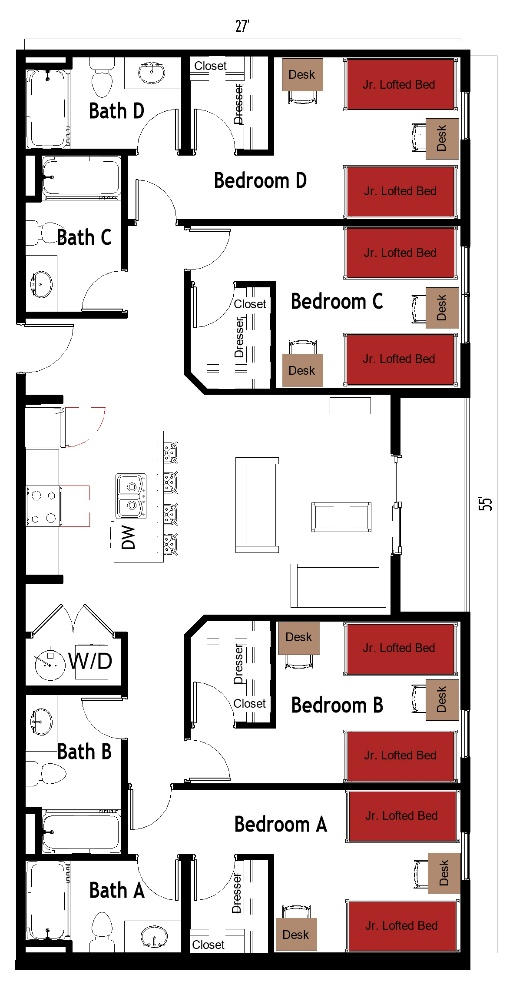 27'
Closet
Desk
Jr. Lofted Bed
Dresser
Bath D
Desk
Bedroom D
Jr. Lofted Bed
Bath C
Jr. Lofted Bed
Bedroom C
Closet
Desk
Dresser
Jr. Lofted Bed
Desk
55'
DW
Desk
Jr. Lofted Bed
W/D
Dresser
Closet
Bedroom B
Desk
Bath B
Jr. Lofted Bed
Bedroom A
Jr. Lofted Bed
Desk
Bath A
Dresser
Jr. Lofted Bed
Desk
Closet